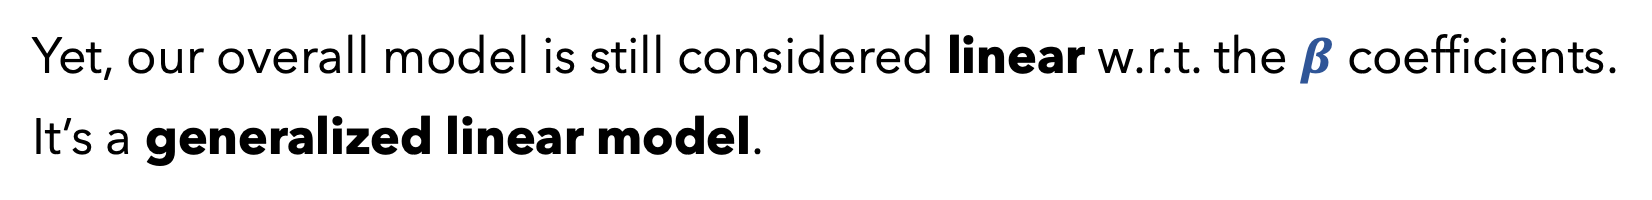 Yet, our overall model is still considered linear w.r.t. the β coefficients.
It’s a generalized linear model.